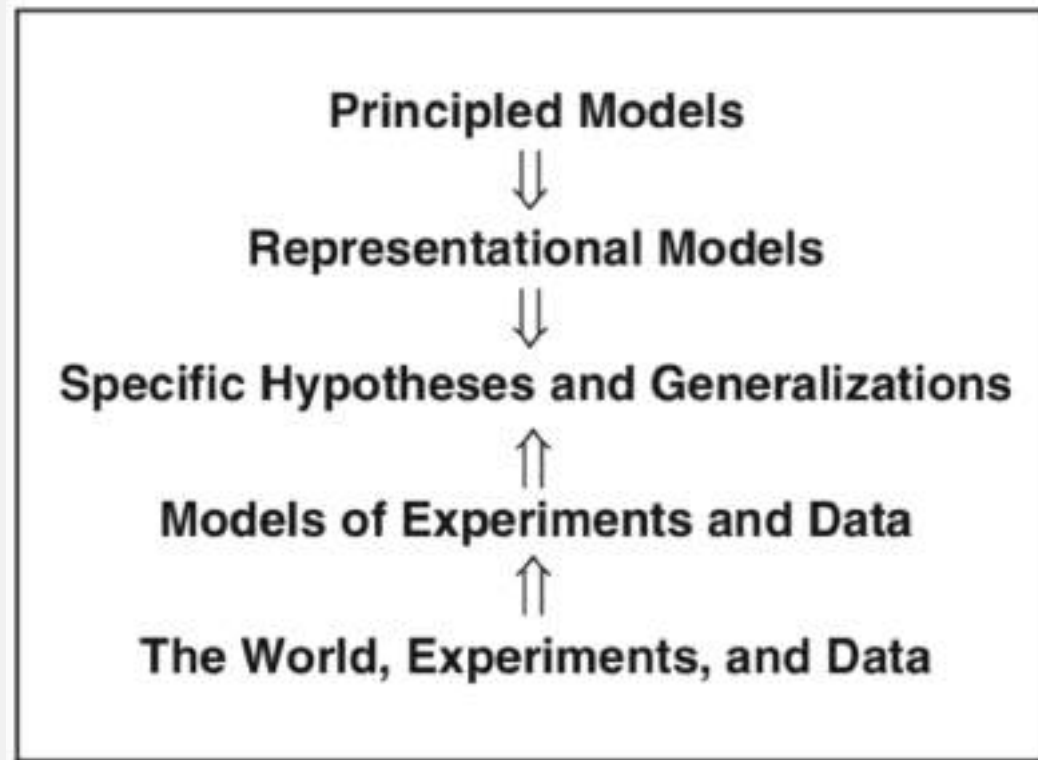 Principled Models
⇓
Representational Models
⇓
Specific Hypotheses and Generalizations
⇑
Models of Experiments and Data
⇑
The World, Experiments, and Data